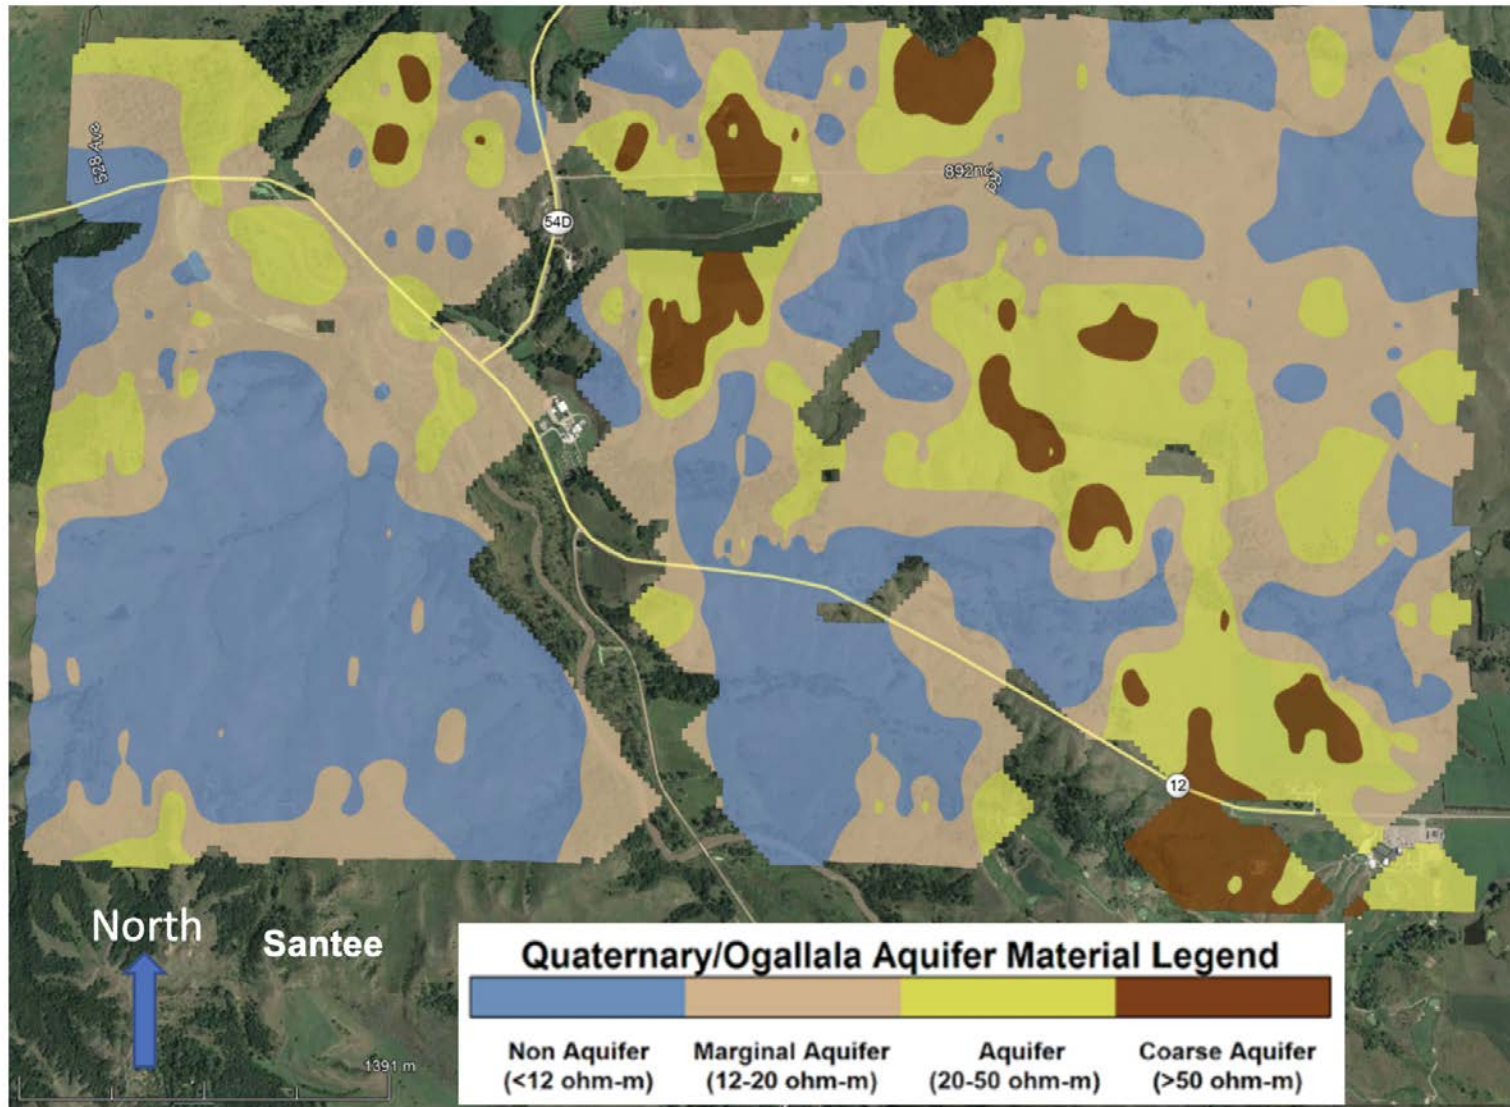 528 Ave
892nd Rd
54D
12
North
Santee
1391 m
Quaternary/Ogallala Aquifer Material Legend
Non Aquifer
(<12 ohm-m)
Marginal Aquifer
(12-20 ohm-m)
Aquifer
(20-50 ohm-m)
Coarse Aquifer
(>50 ohm-m)